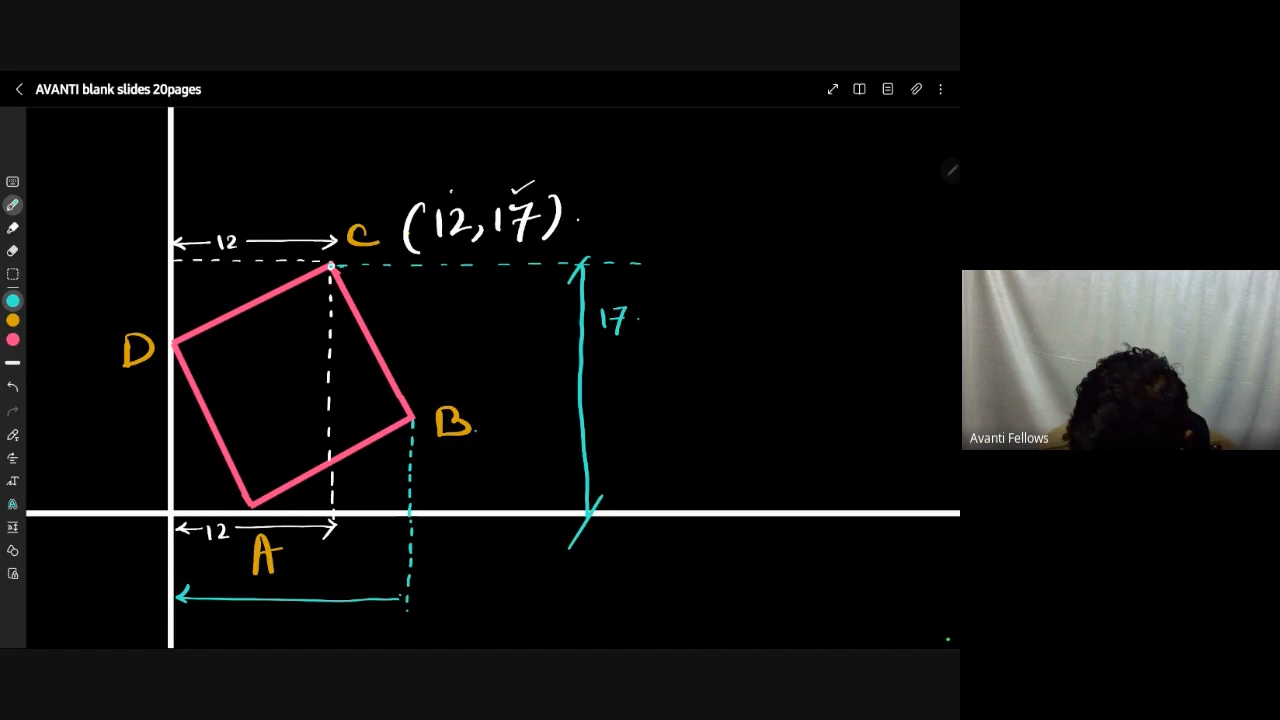 AVANTI blank slides 20pages
C (12,17).
12
17.
D
B.
12
A
Avanti Fellows